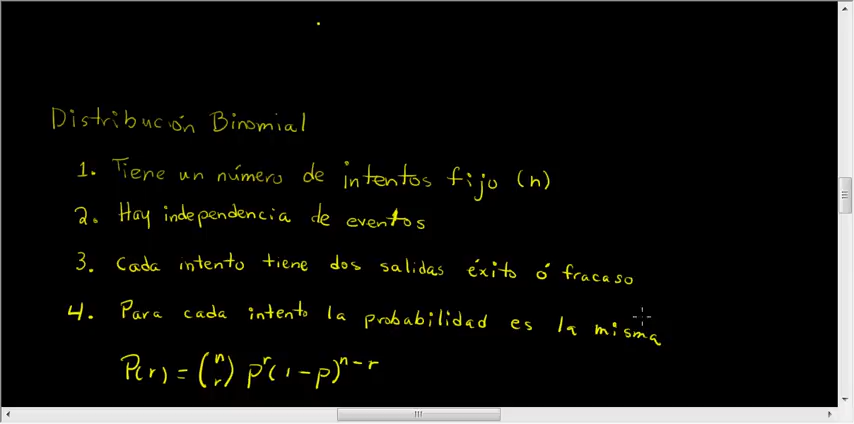 Distribución Binomial
1. Tiene un número de intentos fijo (n)
2. Hay independencia de eventos
3. Cada intento tiene dos salidas éxito ó fracaso
4. Para cada intento la probabilidad es la misma
P(r) = (n r) p^r (1-p)^{n-r}